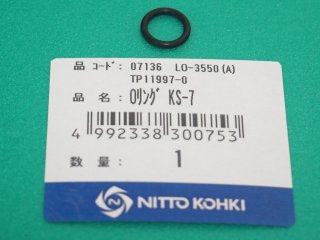 品 コード: 07136 LO-3550(A)
TP11997-0
品 名: Oリング KS-7
4 992338 300753
数量: 1
NITTO KOHKI